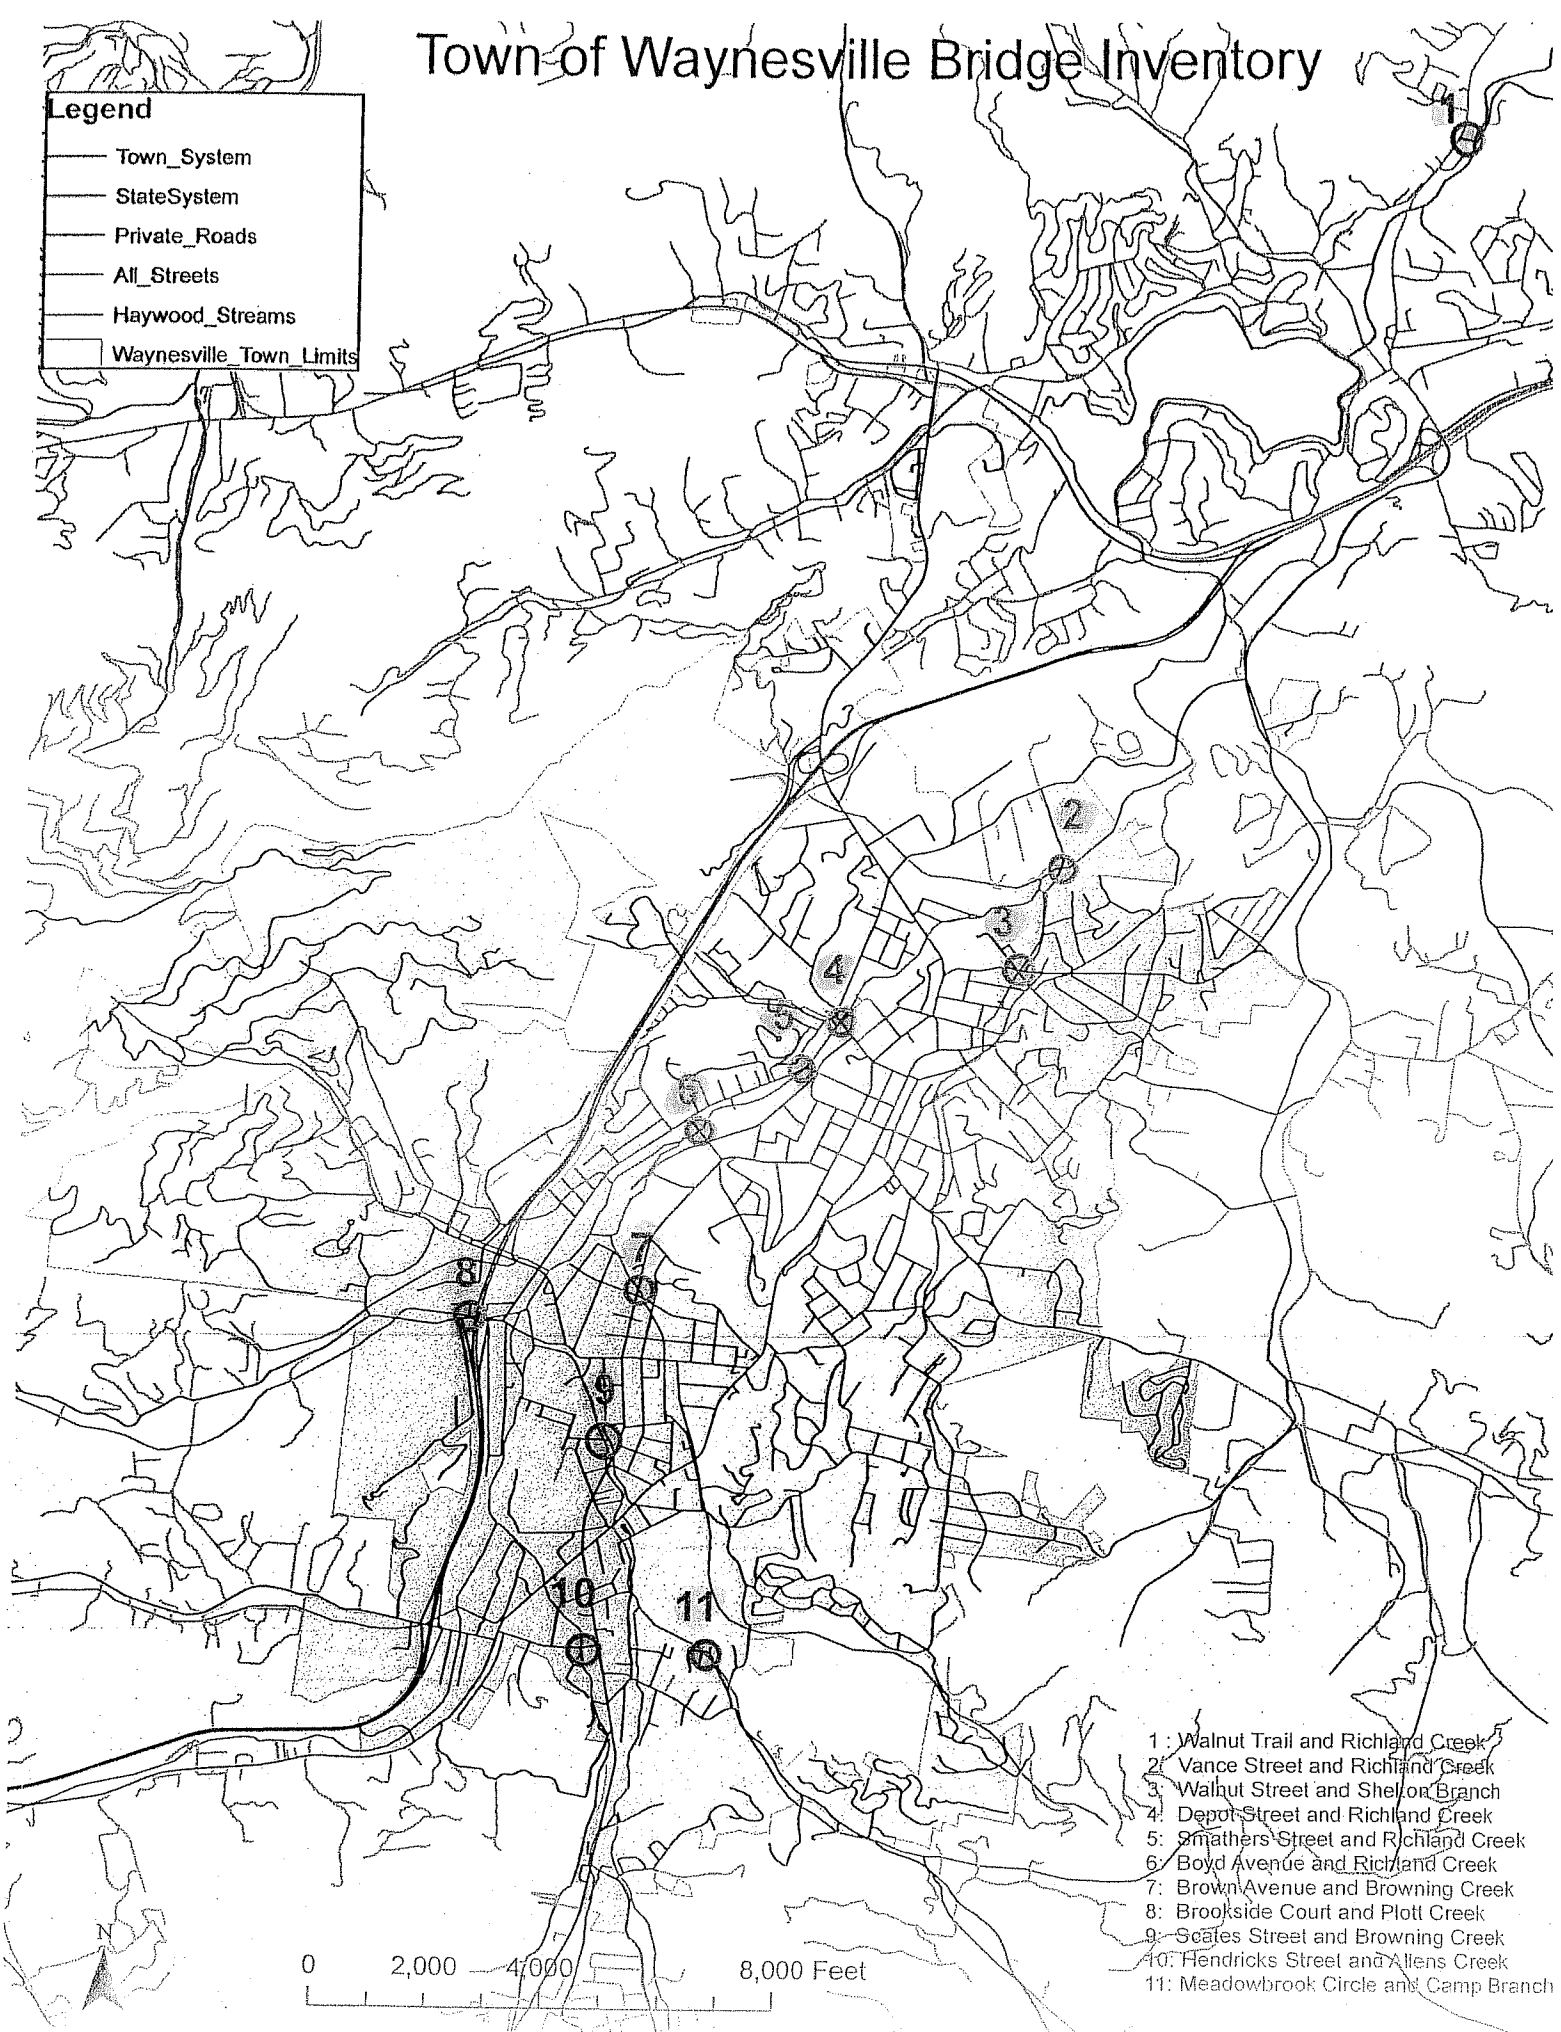 Town of Waynesville Bridge Inventory
Legend
Town_System
StateSystem
Private_Roads
All_Streets
Haywood_Streams
Waynesville_Town_Limits
1
2
3
4
5
6
7
8
9
10
11
1 : Walnut Trail and Richland Creek
2: Vance Street and Richland Creek
3: Walnut Street and Shelton Branch
4: Depot Street and Richland Creek
5: Smathers Street and Richland Creek
6: Boyd Avenue and Richland Creek
7: Brown Avenue and Browning Creek
8: Brookside Court and Plott Creek
9: Scates Street and Browning Creek
10: Hendricks Street and Allens Creek
11: Meadowbrook Circle and Camp Branch
N
0 2,000 4,000 8,000 Feet